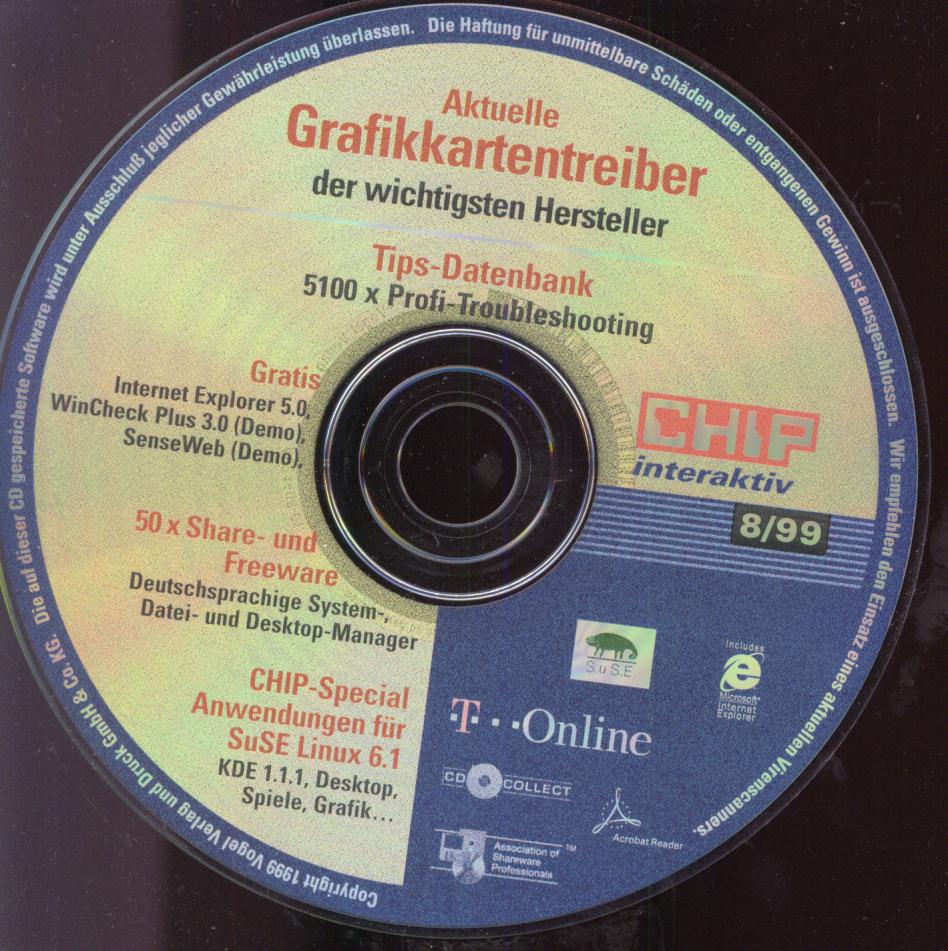 Aktuelle
Grafikkartentreiber
der wichtigsten Hersteller
Tips-Datenbank
5100 x Profi-Troubleshooting
Gratis
Internet Explorer 5.0,
WinCheck Plus 3.0 (Demo),
SenseWeb (Demo),
CHIP
interaktiv
8/99
50 x Share- und
Freeware
Deutschsprachige System-,
Datei- und Desktop-Manager
CHIP-Special
Anwendungen für
SuSE Linux 6.1
KDE 1.1.1, Desktop,
Spiele, Grafik...
S.u.S.E.
includes
Microsoft
Internet
Explorer
T··Online
CD COLLECT
Acrobat Reader
Association of
Shareware
Professionals
TM
Copyright 1999 Vogel Verlag und Druck GmbH & Co. KG. Die auf dieser CD gespeicherte Software wird unter Ausschluß jeglicher Gewährleistung überlassen. Die Haftung für unmittelbare Schäden oder entgangenen Gewinn ist ausgeschlossen. Wir empfehlen den Einsatz eines aktuellen Virenscanners.